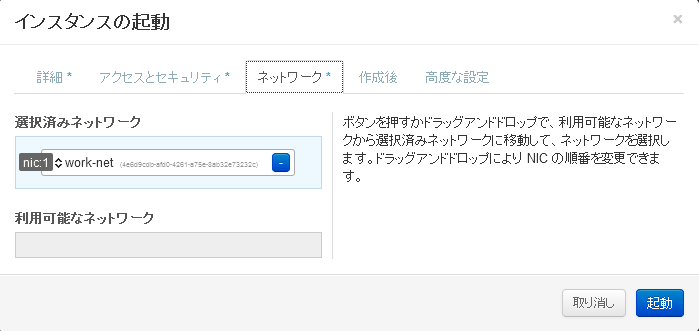 インスタンスの起動
×
詳細 * アクセスとセキュリティ * ネットワーク * 作成後 高度な設定
選択済みネットワーク
nic:1 work-net (4e6d9cdb-afd0-4261-a75e-8ab32e73232c) -
利用可能なネットワーク
ボタンを押すかドラッグアンドドロップで、利用可能なネットワー
クから選択済みネットワークに移動して、ネットワークを選択し
ます。ドラッグアンドドロップにより NIC の順番を変更できま
す。
取り消し 起動